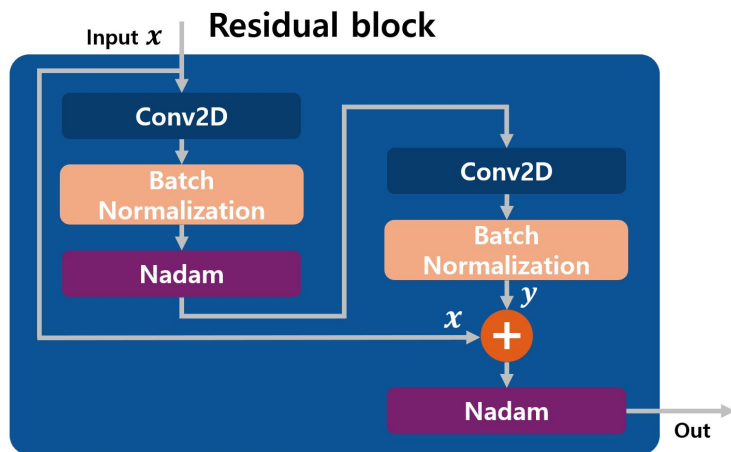 Residual block
Input x
Conv2D
Batch
Normalization
Nadam
Conv2D
Batch
Normalization
y
x
+
Nadam
Out